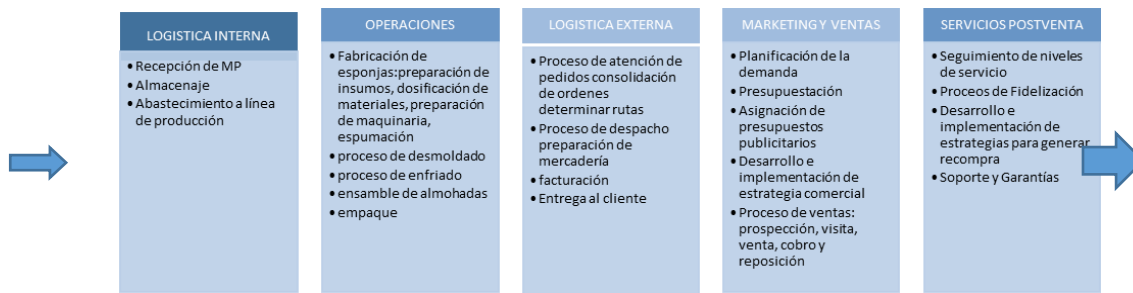 LOGISTICA INTERNA
• Recepción de MP
• Almacenaje
• Abastecimiento a línea
de producción
OPERACIONES
• Fabricación de
esponjas:preparación de
insumos, dosificación de
materiales, preparación
de maquinaria,
espumación
• proceso de desmoldado
• proceso de enfriado
• ensamble de almohadas
• empaque
LOGISTICA EXTERNA
• Proceso de atención de
pedidos consolidación
de ordenes
determinar rutas
• Proceso de despacho
preparación de
mercadería
• facturación
• Entrega al cliente
MARKETING Y VENTAS
• Planificación de la
demanda
• Presupuestación
• Asignación de
presupuestos
publicitarios
• Desarrollo e
implementación de
estrategia comercial
• Proceso de ventas:
prospección, visita,
venta, cobro y
reposición
SERVICIOS POSTVENTA
• Seguimiento de niveles
de servicio
• Proceos de Fidelización
• Desarrollo e
implementación de
estrategias para generar
recompra
• Soporte y Garantías